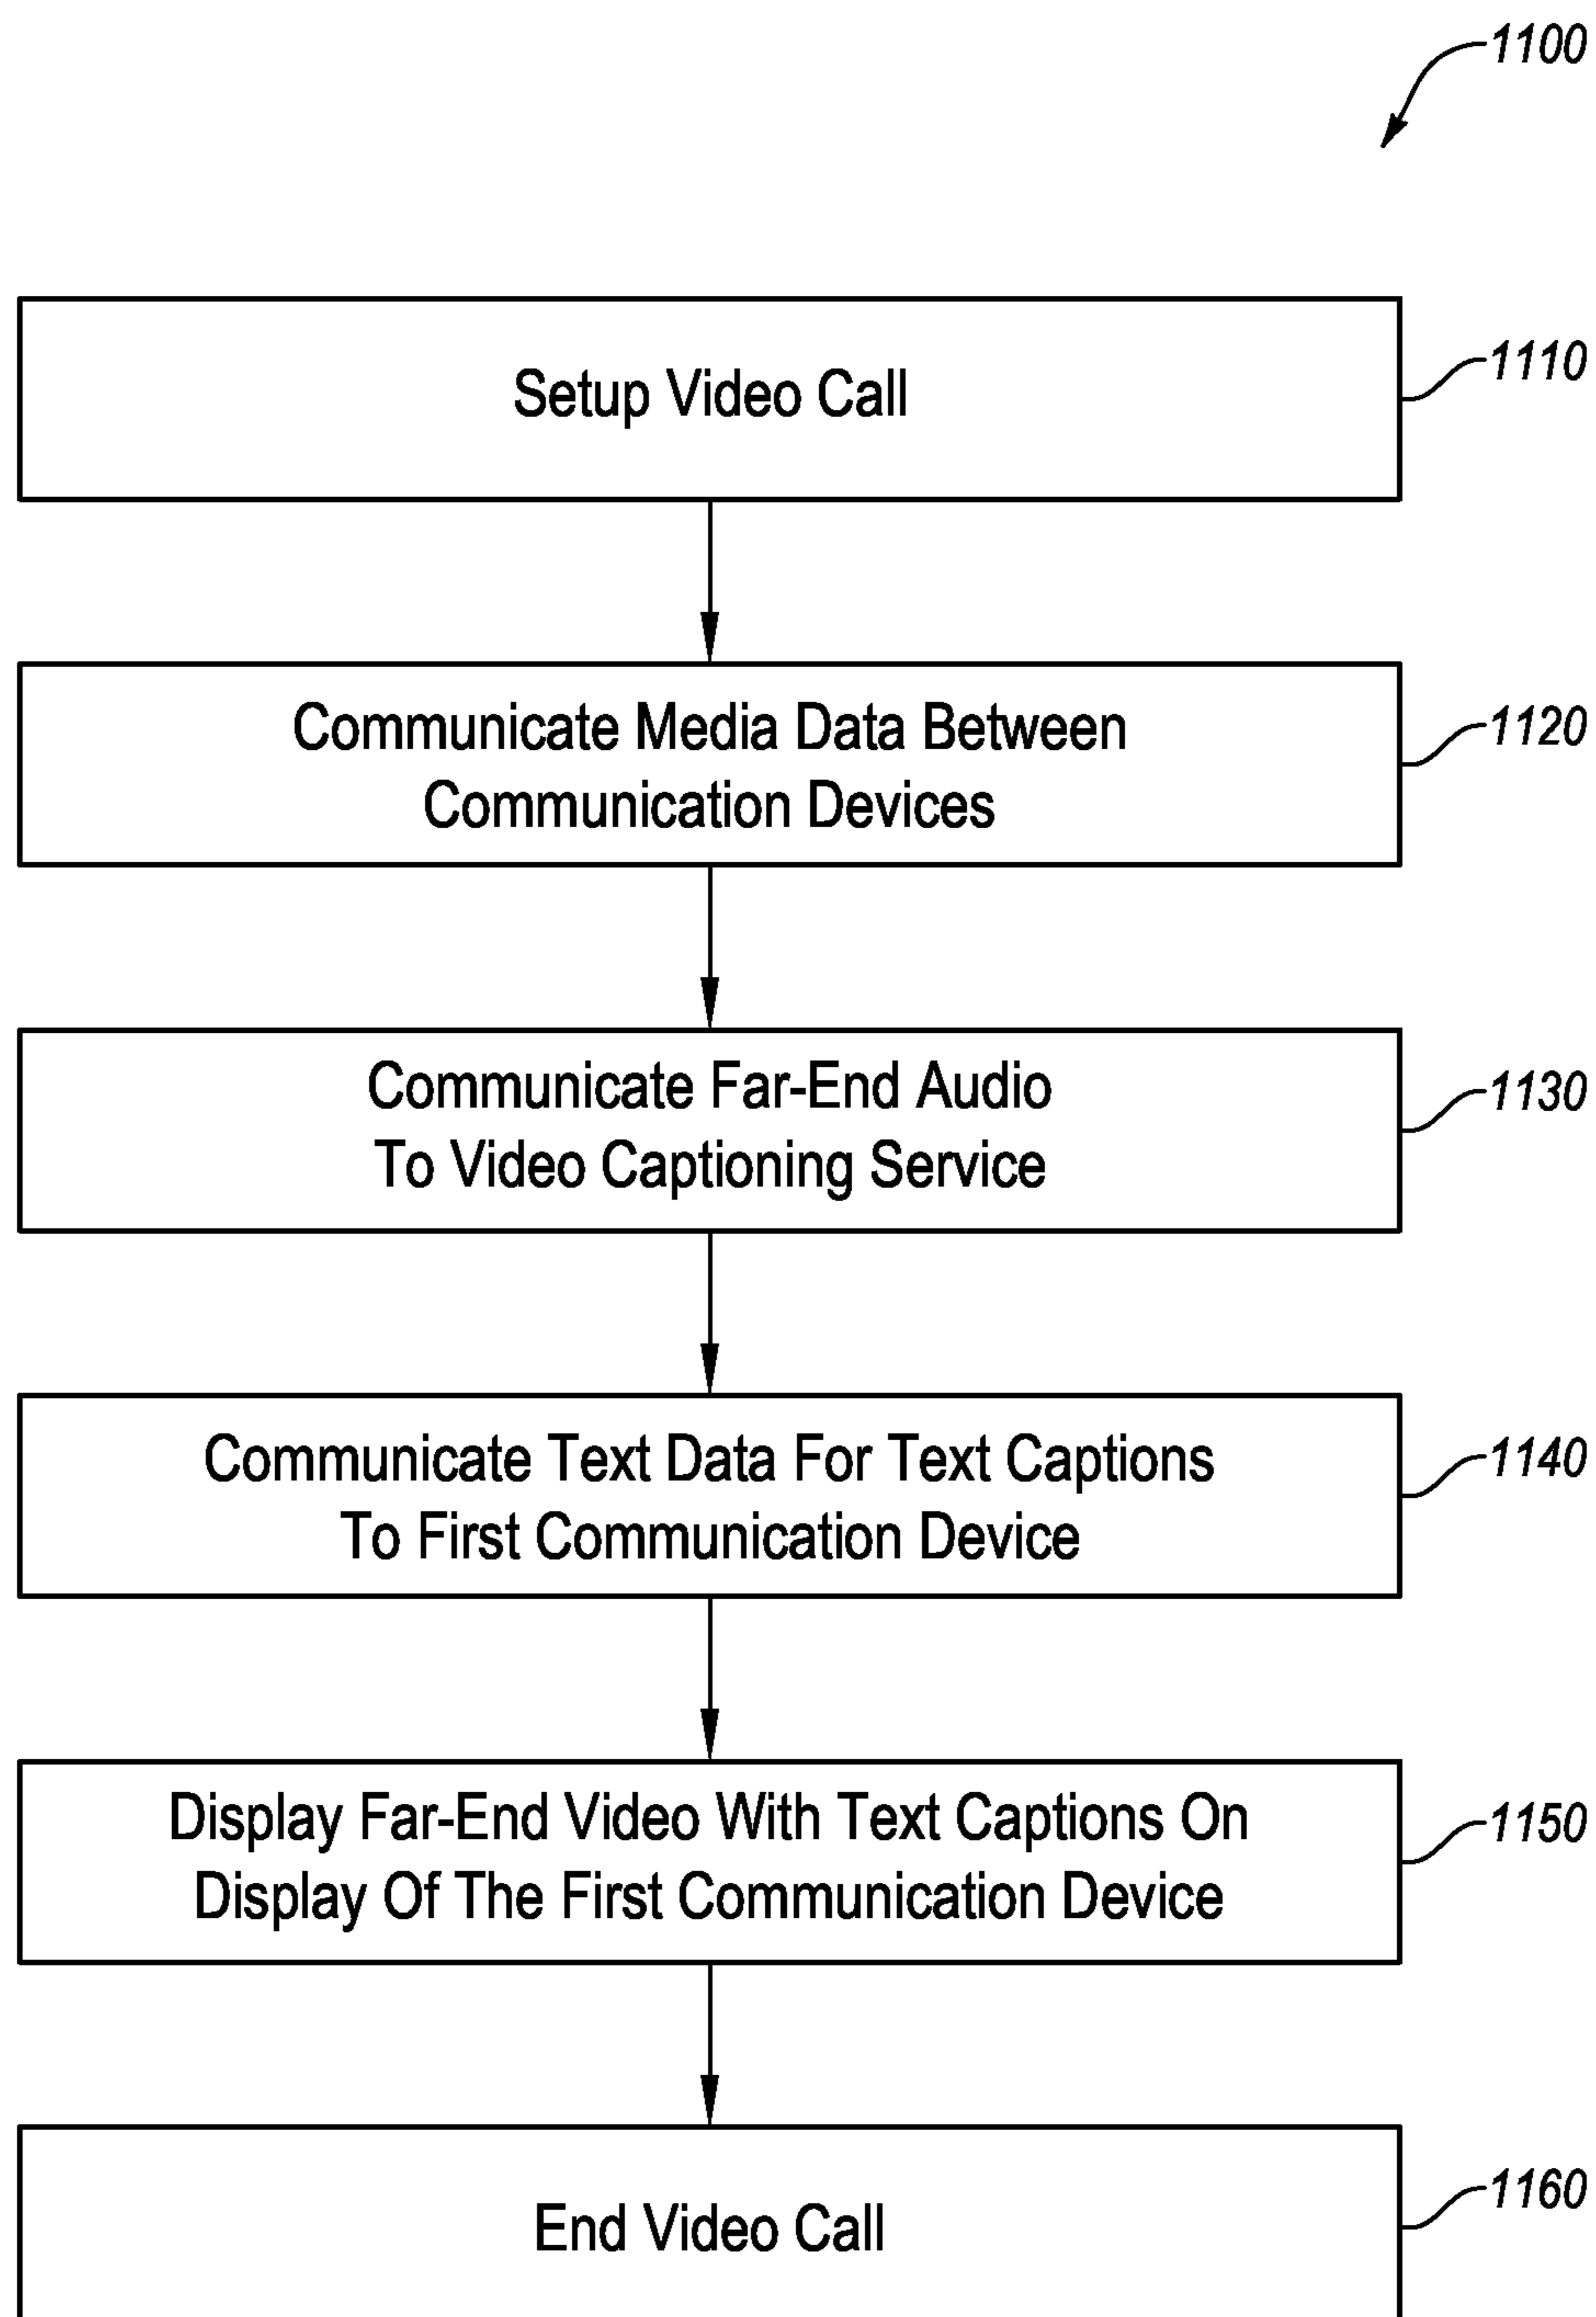 1100
Setup Video Call
1110
Communicate Media Data Between
Communication Devices
1120
Communicate Far-End Audio
To Video Captioning Service
1130
Communicate Text Data For Text Captions
To First Communication Device
1140
Display Far-End Video With Text Captions On
Display Of The First Communication Device
1150
End Video Call
1160